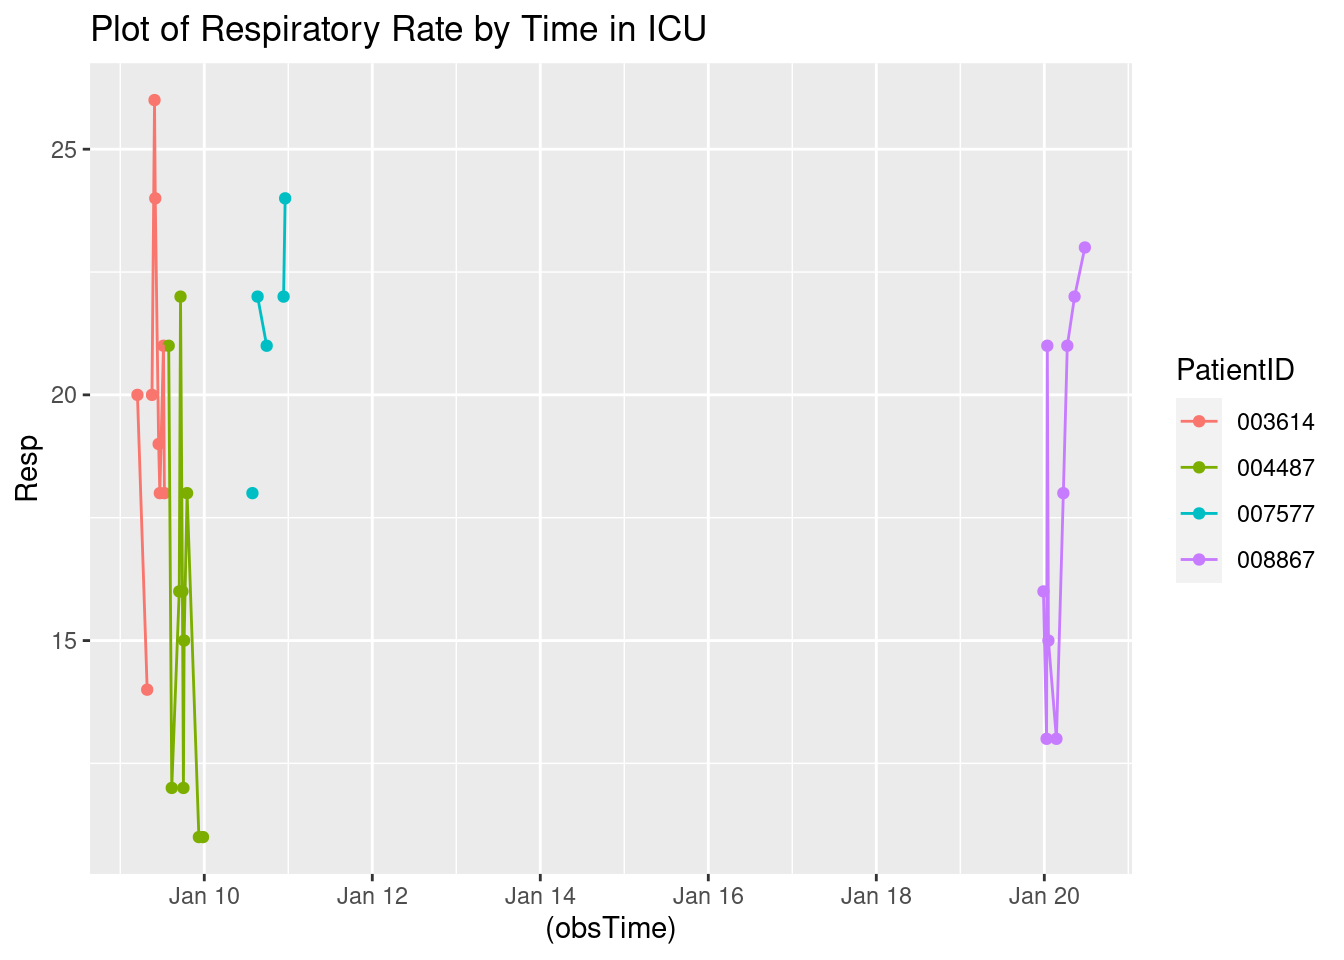 Plot of Respiratory Rate by Time in ICU
25
20
15
Resp
Jan 10 Jan 12 Jan 14 Jan 16 Jan 18 Jan 20
(obsTime)
PatientID
003614
004487
007577
008867